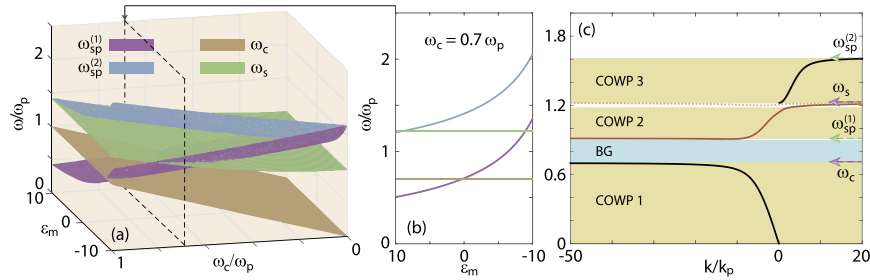 2
1
0
ω/ω_p
ω_sp^(1)
ω_c
ω_sp^(2)
ω_s
10
0
-10
ε_m
(a)
1
ω_c/ω_p
0
2
1
0
ω/ω_p
ω_c = 0.7 ω_p
(b)
10
0
-10
ε_m
(c)
1.8
1.2
0.6
0
COWP 3
COWP 2
BG
COWP 1
ω_sp^(2)
ω_s
ω_sp^(1)
ω_c
-50
0
20
k/k_p